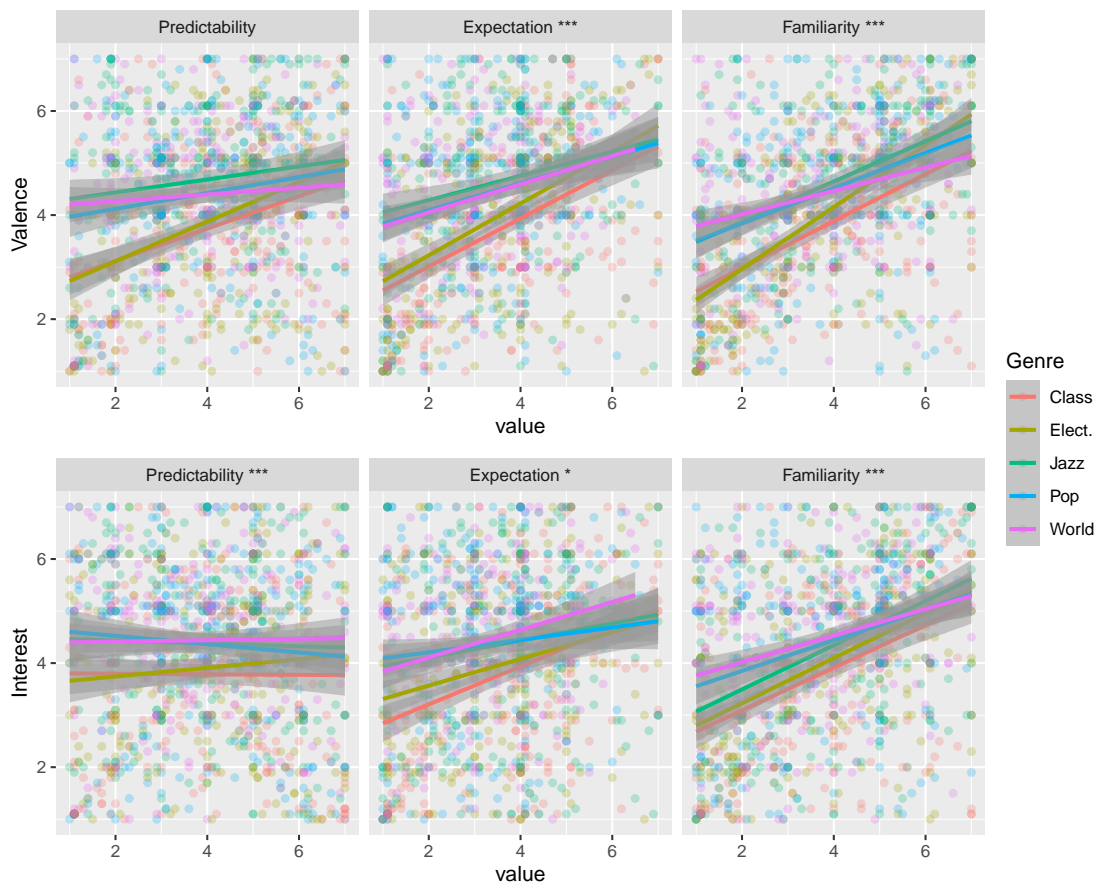 Predictability
Expectation ***
Familiarity ***
Valence
6
4
2
2 4 6
2 4 6
2 4 6
value
Predictability ***
Expectation *
Familiarity ***
Interest
6
4
2
2 4 6
2 4 6
2 4 6
value
Genre
Class
Elect.
Jazz
Pop
World